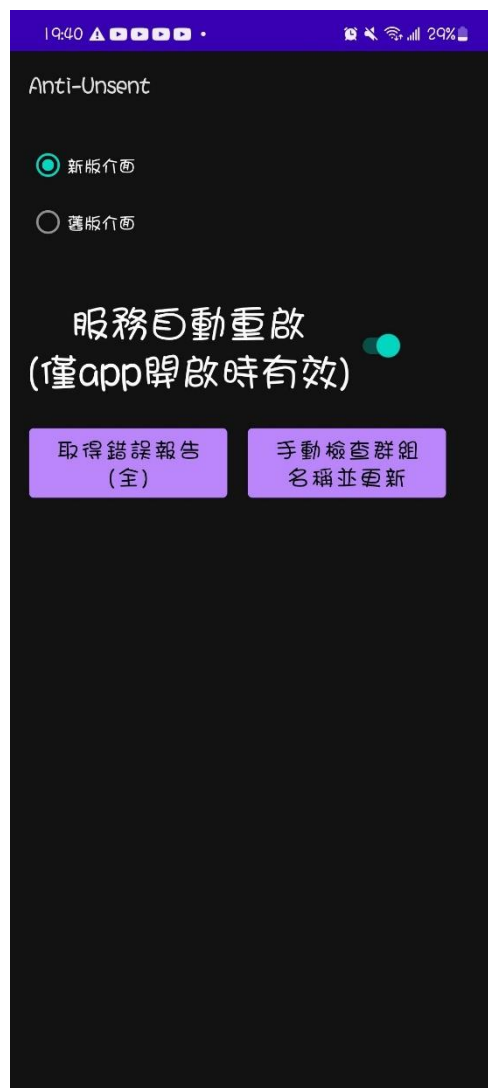 19:40
29%
Anti-Unsent
新版介面
舊版介面
服務自動重啟
(僅app開啟時有效)
取得錯誤報告
(全)
手動檢查群組
名稱並更新